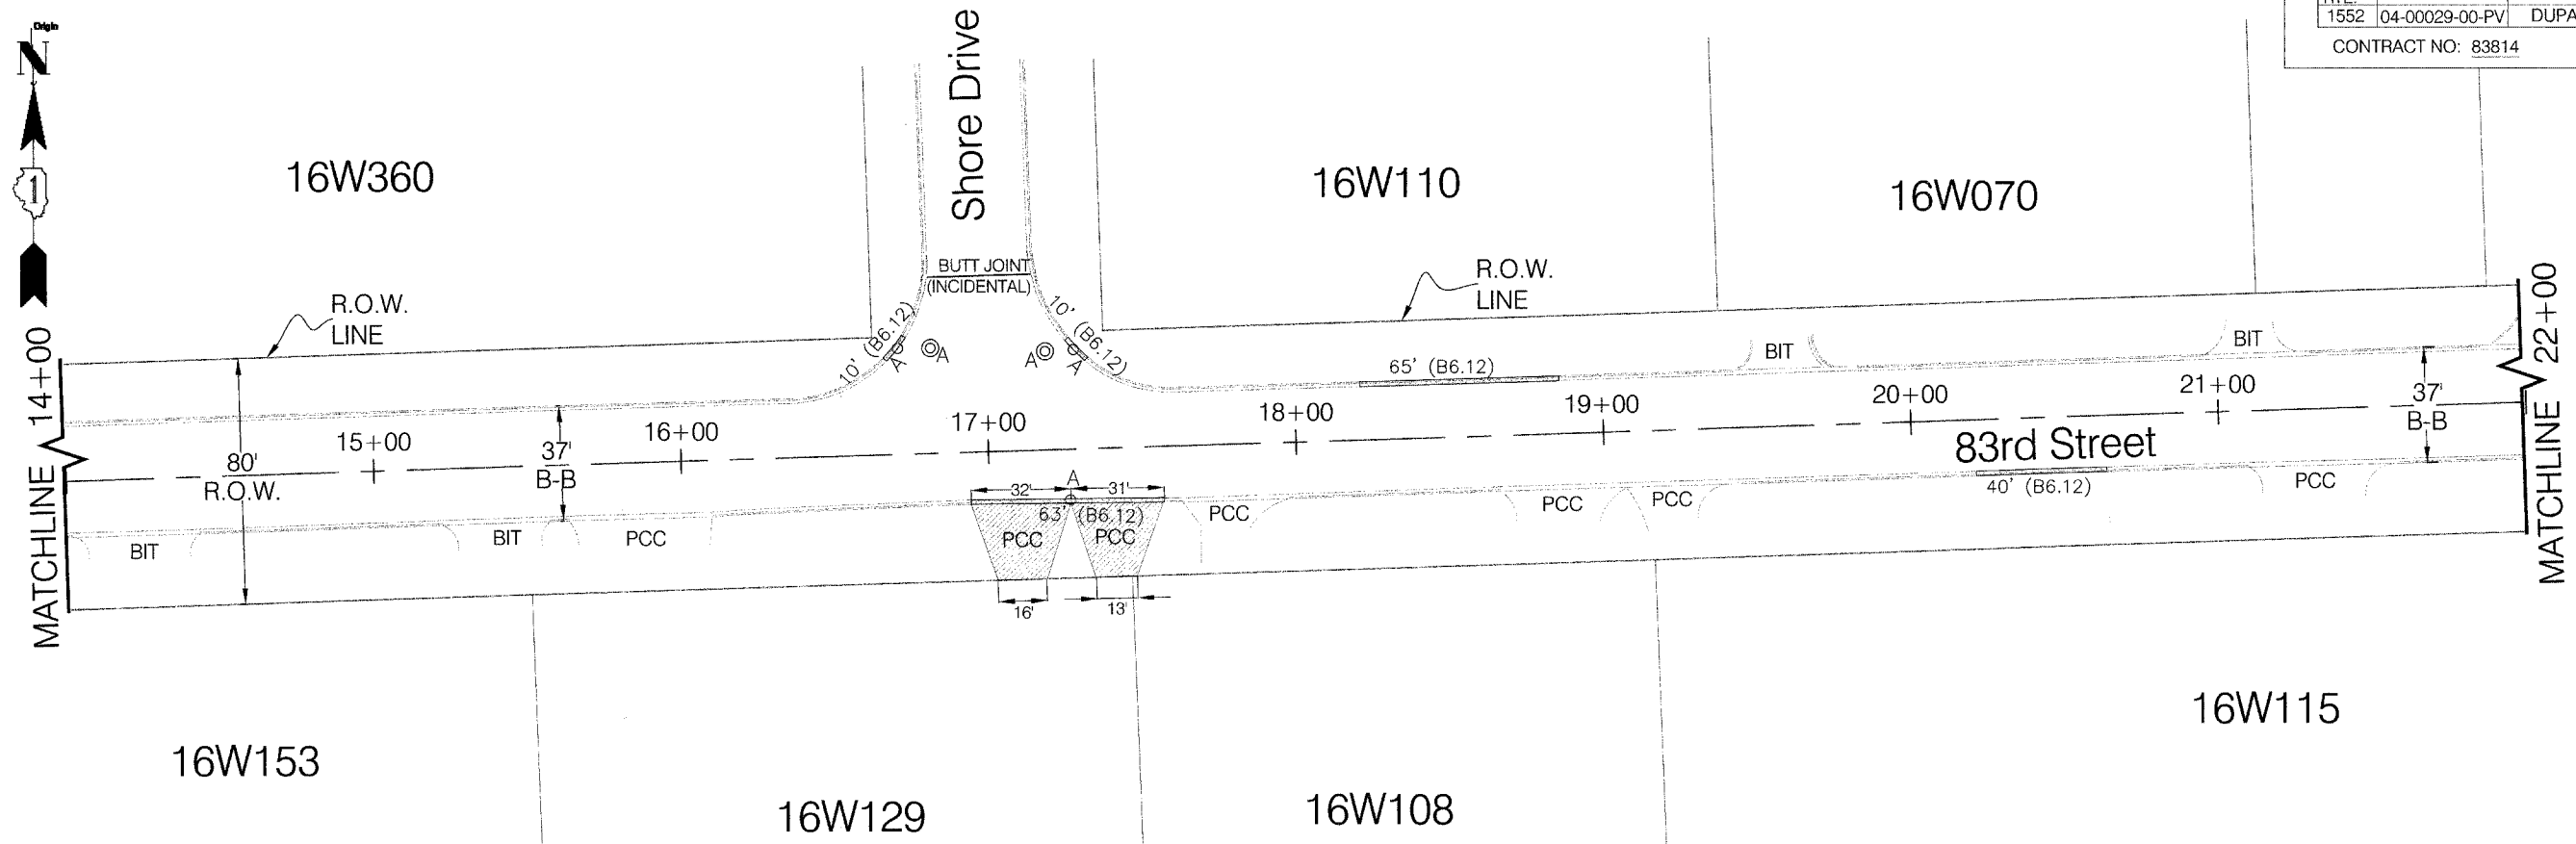 Origin
N
1
1552 04-00029-00-PV DUPA
CONTRACT NO: 83814
Shore Drive
16W360
16W110
16W070
BUTT JOINT
(INCIDENTAL)
R.O.W.
LINE
R.O.W.
LINE
10' (B6.12)
10' (B6.12)
A
A
A
A
65' (B6.12)
BIT
BIT
MATCHLINE 14+00
MATCHLINE 22+00
15+00
16+00
17+00
18+00
19+00
20+00
21+00
80'
R.O.W.
37'
B-B
37'
B-B
83rd Street
A
32'
31'
63' (B6.12)
40' (B6.12)
BIT
BIT
PCC
PCC
PCC
PCC
PCC
PCC
PCC
16'
13'
16W153
16W129
16W108
16W115